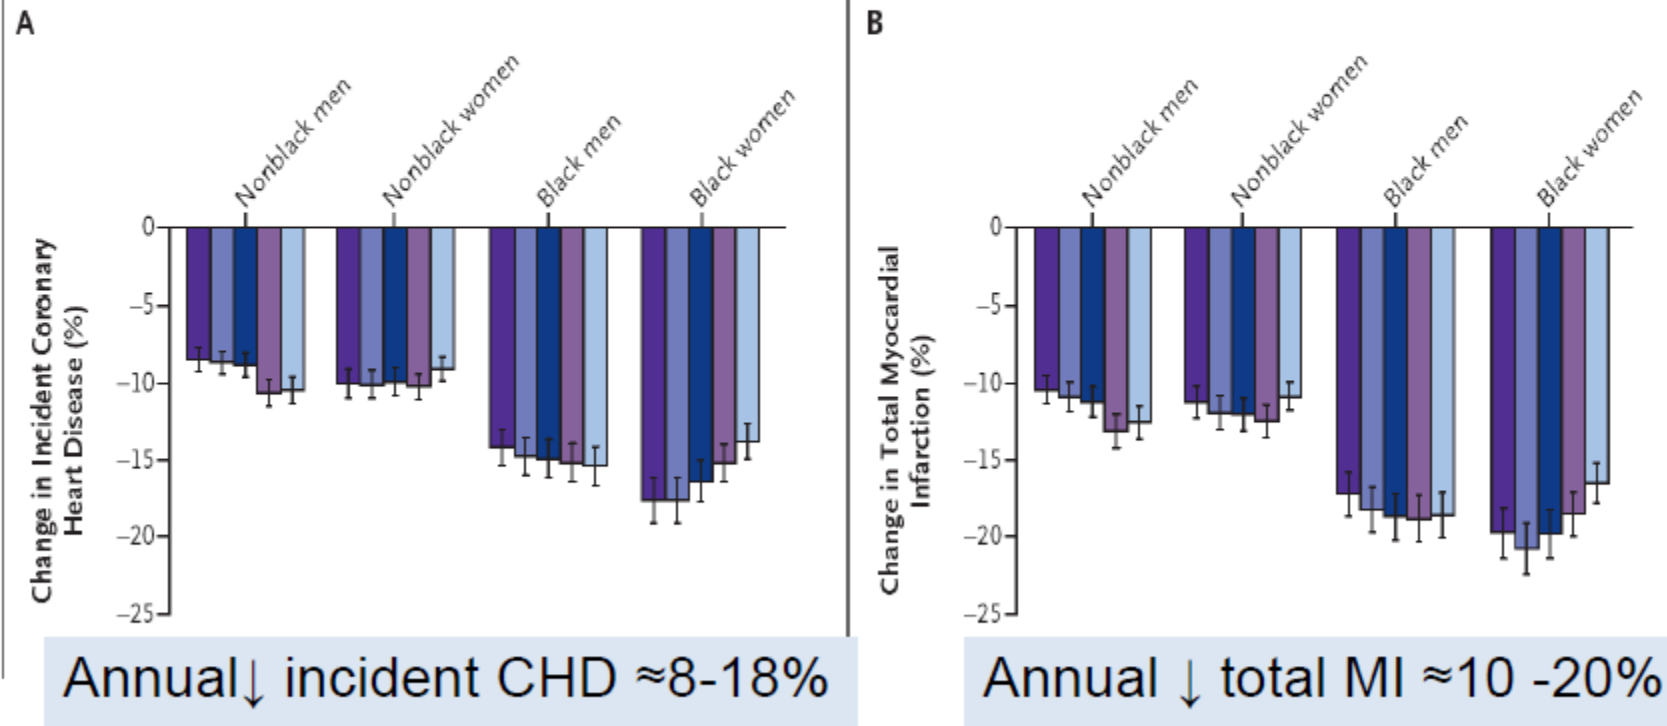 A
Nonblack men
Nonblack women
Black men
Black women
0
–5
–10
–15
–20
–25
Change in Incident Coronary
Heart Disease (%)
Annual↓ incident CHD ≈8-18%
B
Nonblack men
Nonblack women
Black men
Black women
0
–5
–10
–15
–20
–25
Change in Total Myocardial
Infarction (%)
Annual ↓ total MI ≈10 -20%